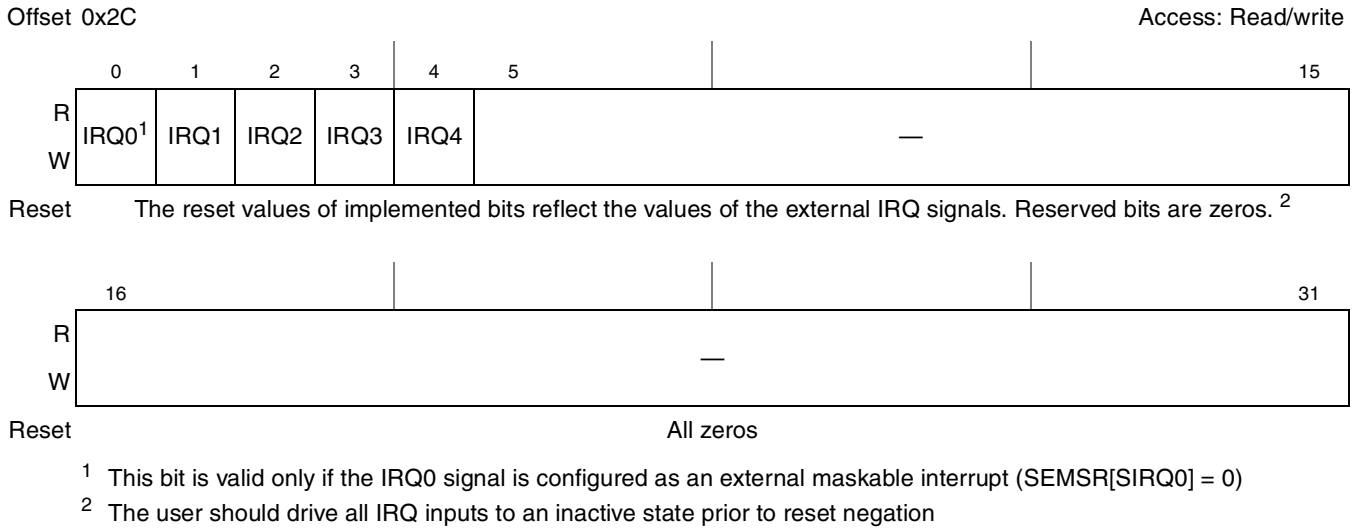 Offset 0x2C Access: Read/write
0 1 2 3 4 5 15
R
IRQ0¹ IRQ1 IRQ2 IRQ3 IRQ4 —
W
Reset The reset values of implemented bits reflect the values of the external IRQ signals. Reserved bits are zeros. ²
16 31
R
—
W
Reset All zeros
¹ This bit is valid only if the IRQ0 signal is configured as an external maskable interrupt (SEMSR[SIRQ0] = 0)
² The user should drive all IRQ inputs to an inactive state prior to reset negation